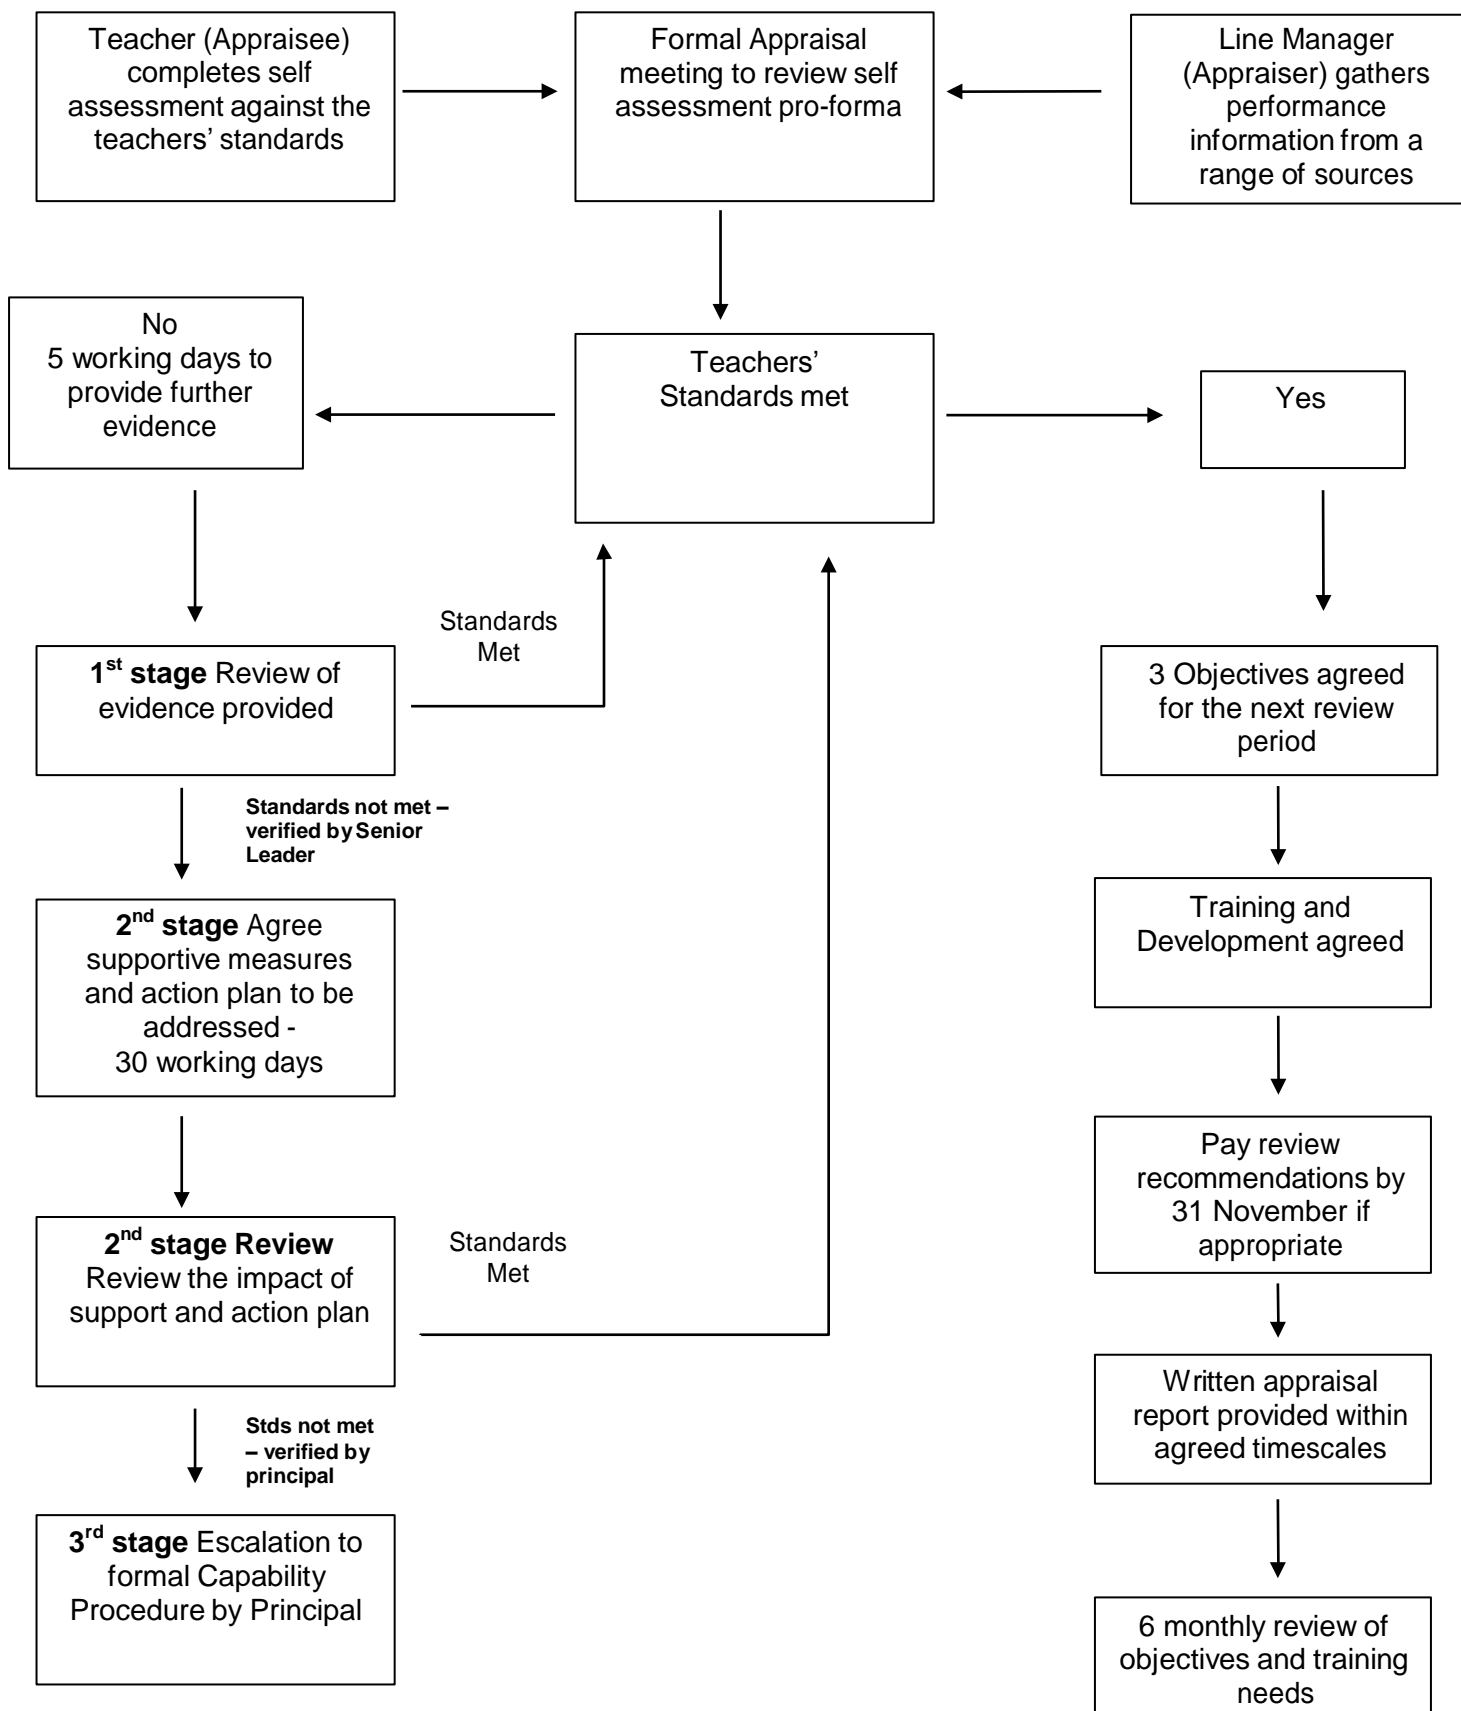 Teacher (Appraisee)
completes self
assessment against the
teachers’ standards
Formal Appraisal
meeting to review self
assessment pro-forma
Line Manager
(Appraiser) gathers
performance
information from a
range of sources
No
5 working days to
provide further
evidence
Teachers’
Standards met
Yes
Standards
Met
1st stage Review of
evidence provided
3 Objectives agreed
for the next review
period
Standards not met –
verified by Senior
Leader
2nd stage Agree
supportive measures
and action plan to be
addressed -
30 working days
Training and
Development agreed
Pay review
recommendations by
31 November if
appropriate
2nd stage Review
Review the impact of
support and action plan
Standards
Met
Written appraisal
report provided within
agreed timescales
Stds not met
– verified by
principal
3rd stage Escalation to
formal Capability
Procedure by Principal
6 monthly review of
objectives and training
needs